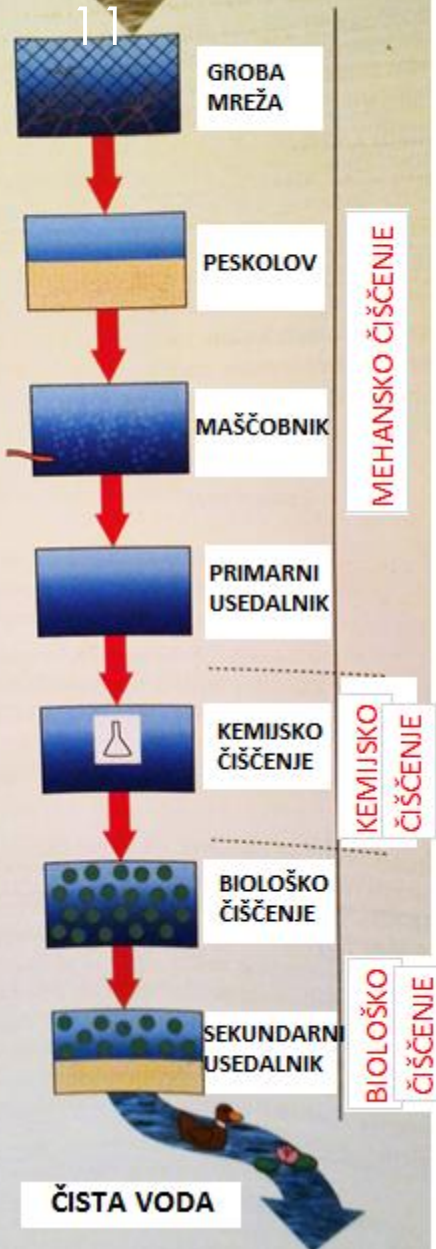 11
GROBA
MREŽA
PESKOLOV
MAŠČOBNIK
PRIMARNI
USEDALNIK
MEHANSKO ČIŠČENJE
KEMIJSKO
ČIŠČENJE
KEMIJSKO
ČIŠČENJE
BIOLOŠKO
ČIŠČENJE
SEKUNDARNI
USEDALNIK
BIOLOŠKO
ČIŠČENJE
ČISTA VODA